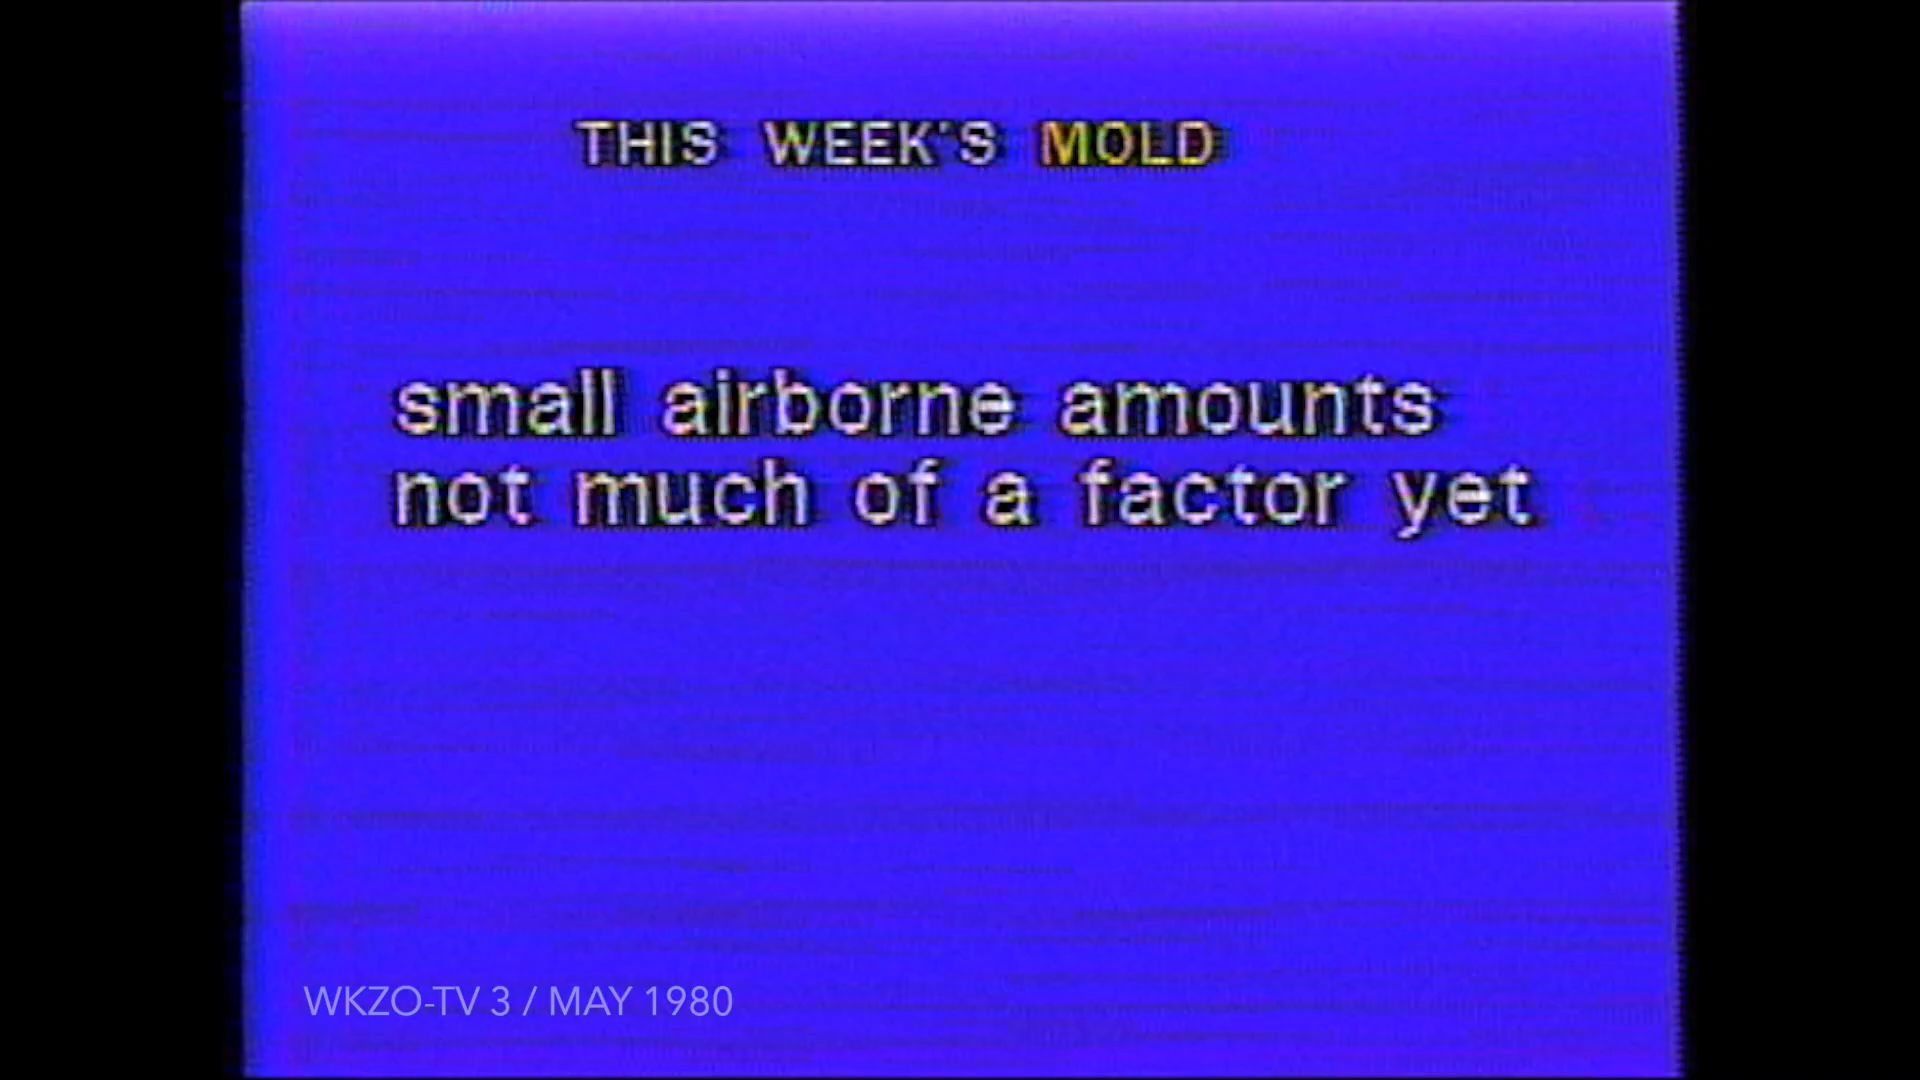 THIS WEEK'S MOLD
small airborne amounts
not much of a factor yet
WKZO-TV 3 / MAY 1980